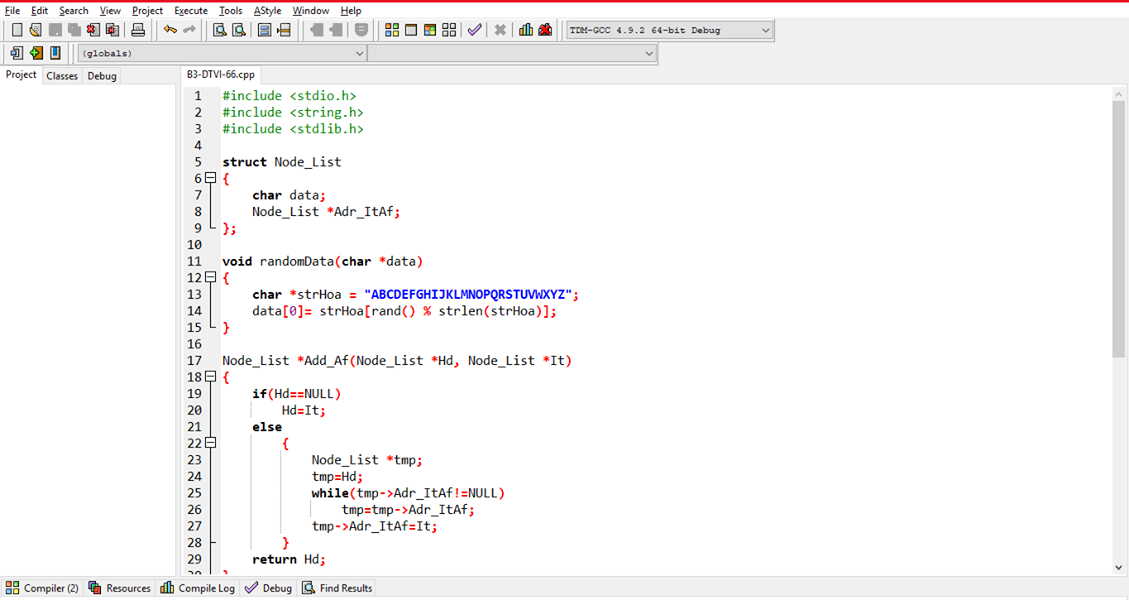 File Edit Search View Project Execute Tools AStyle Window Help
TDM-GCC 4.9.2 64-bit Debug
(globals)
Project Classes Debug B3-DTVI-66.cpp
1 #include <stdio.h>
2 #include <string.h>
3 #include <stdlib.h>
4
5 struct Node_List
6 {
7 char data;
8 Node_List *Adr_ItAf;
9 };
10
11 void randomData(char *data)
12 {
13 char *strHoa = "ABCDEFGHIJKLMNOPQRSTUVWXYZ";
14 data[0]= strHoa[rand() % strlen(strHoa)];
15 }
16
17 Node_List *Add_Af(Node_List *Hd, Node_List *It)
18 {
19 if(Hd==NULL)
20 Hd=It;
21 else
22 {
23 Node_List *tmp;
24 tmp=Hd;
25 while(tmp->Adr_ItAf!=NULL)
26 tmp=tmp->Adr_ItAf;
27 tmp->Adr_ItAf=It;
28 }
29 return Hd;
Compiler (2) Resources Compile Log Debug Find Results